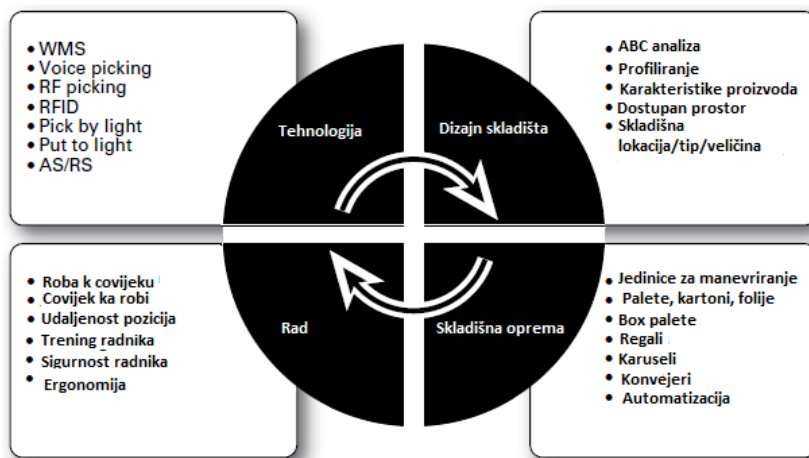 WMS
Voice picking
RF picking
RFID
Pick by light
Put to light
AS/RS
Tehnologija
Dizajn skladišta
ABC analiza
Profiliranje
Karakteristike proizvoda
Dostupan prostor
Skladišna
lokacija/tip/veličina
Roba k covijeku
Covijek ka robi
Udaljenost pozicija
Trening radnika
Sigurnost radnika
Ergonomija
Rad
Skladišna oprema
Jedinice za manevriranje
Palete, kartoni, folije
Box palete
Regali
Karuseli
Konvejeri
Automatizacija